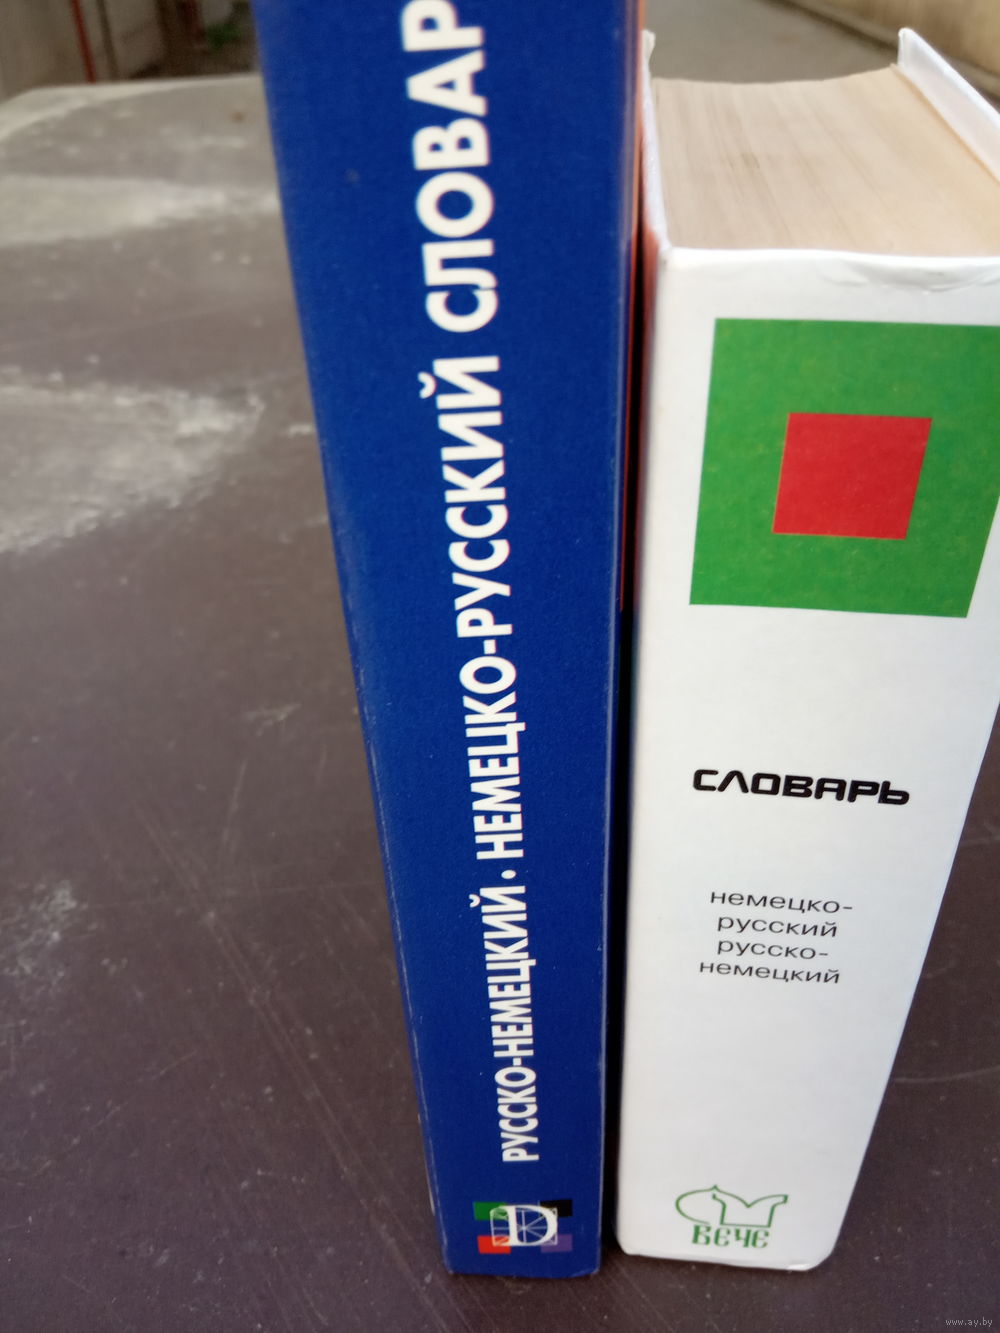 РУССКО-НЕМЕЦКИЙ • НЕМЕЦКО-РУССКИЙ СЛОВАР
СЛОВАРЬ
немецко-
русский
русско-
немецкий
ВЕЧЕ
www.ay.by